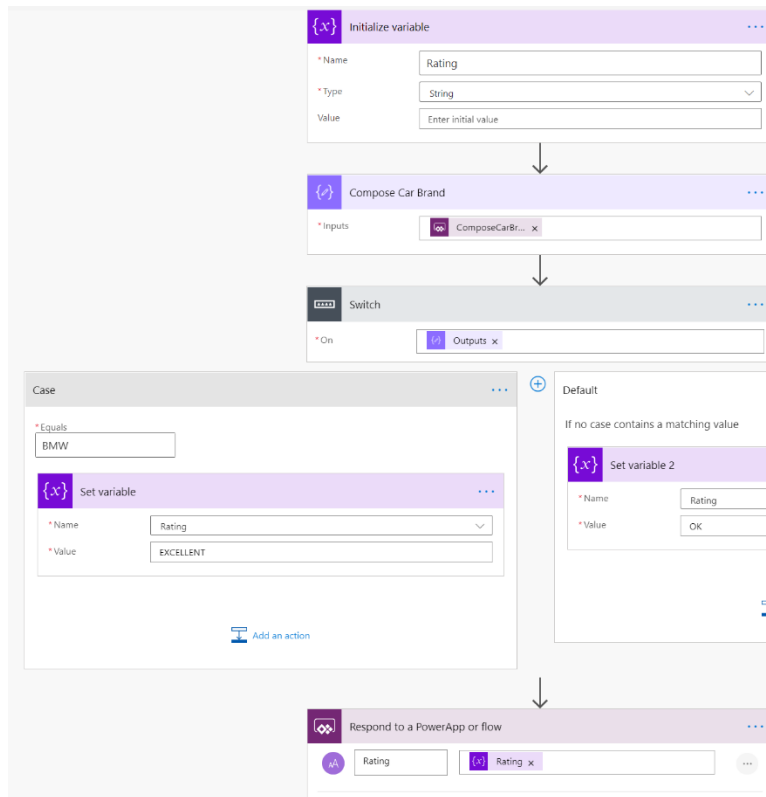 {x} Initialize variable ...
* Name Rating
* Type String
Value Enter initial value
Compose Car Brand ...
* Inputs ComposeCarBr... x
Switch ...
* On Outputs x
Case ...
* Equals
BMW
{x} Set variable ...
* Name Rating
* Value EXCELLENT
Add an action
Default
If no case contains a matching value
{x} Set variable 2
* Name Rating
* Value OK
Respond to a PowerApp or flow ...
AA Rating {x} Rating x ...